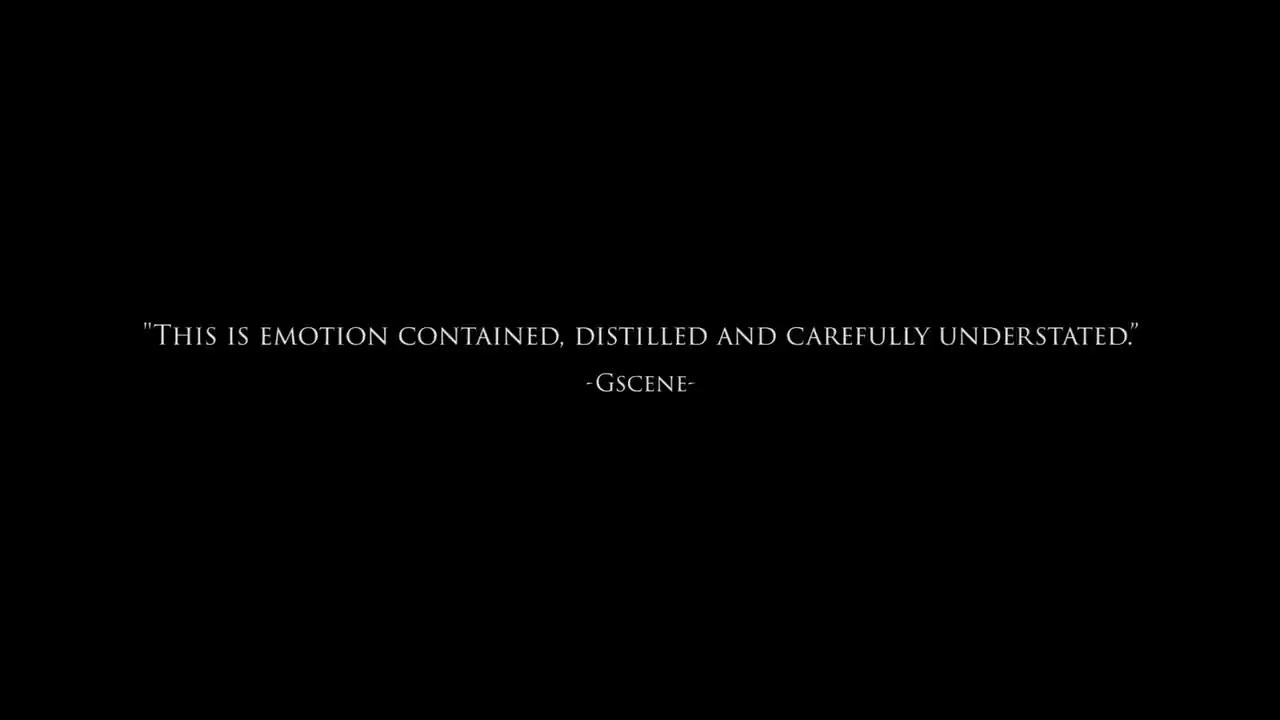 "This is emotion contained, distilled and carefully understated.”
-Gscene-